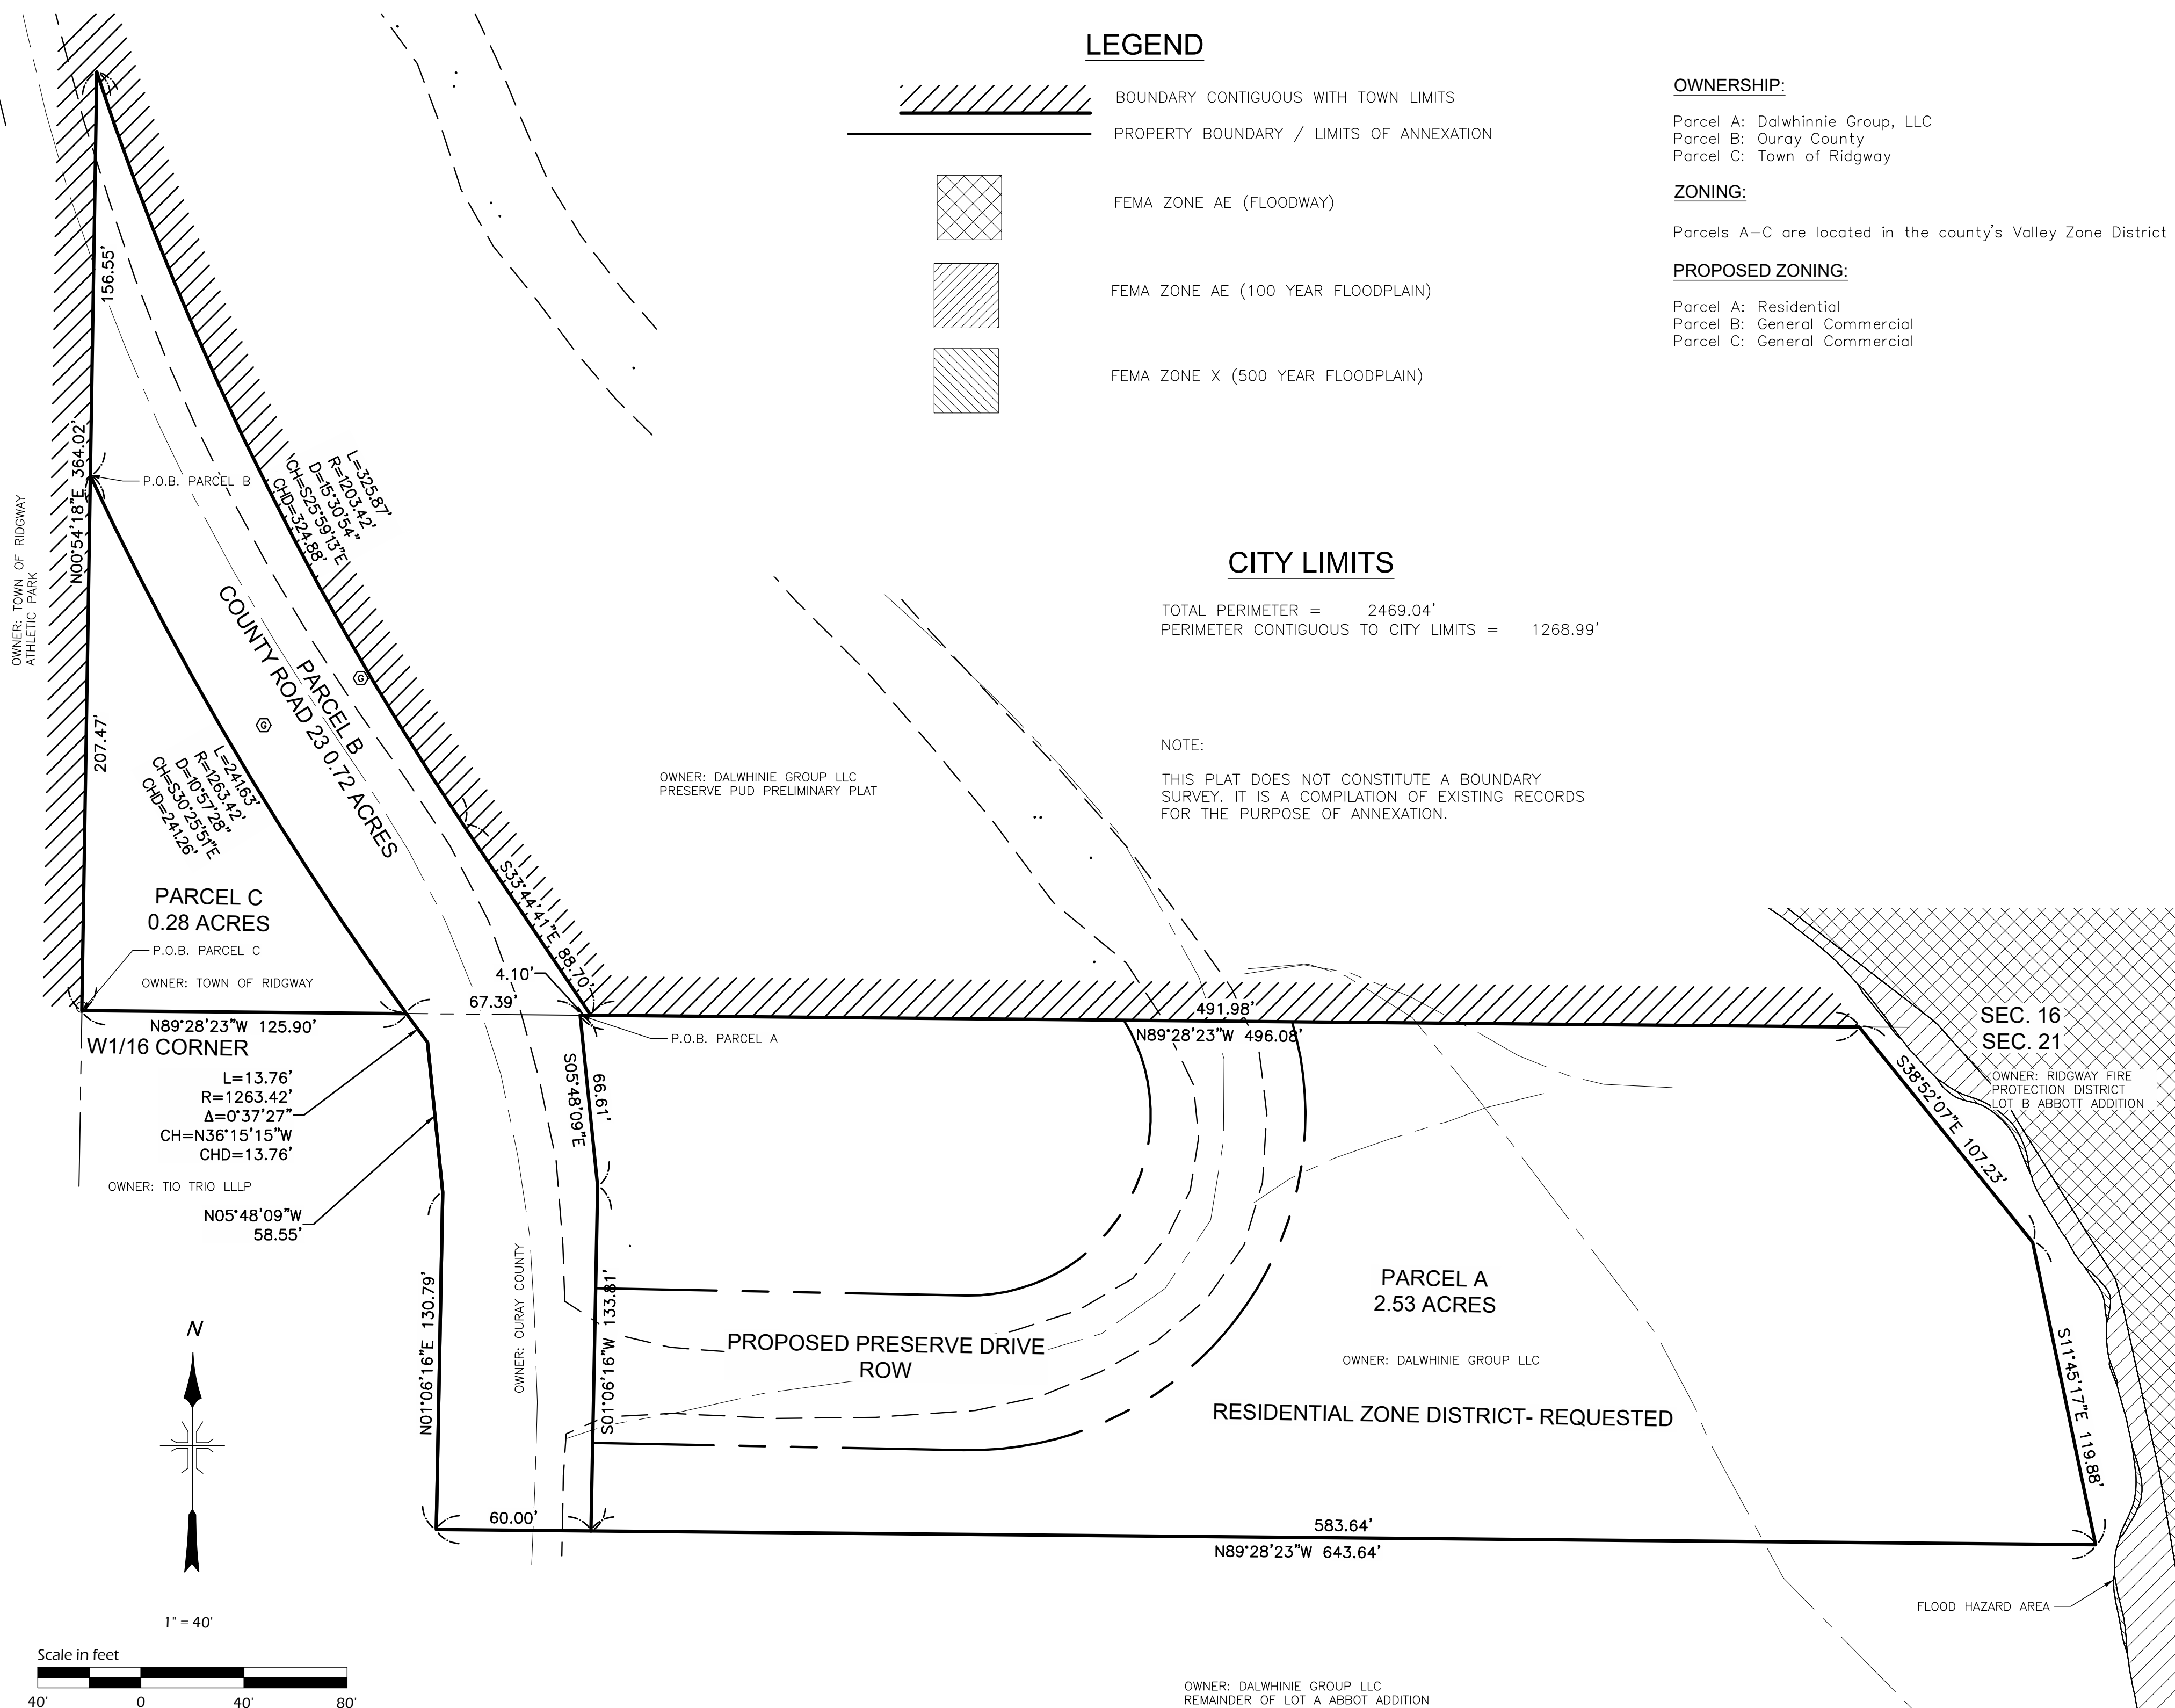 LEGEND
BOUNDARY CONTIGUOUS WITH TOWN LIMITS
PROPERTY BOUNDARY / LIMITS OF ANNEXATION
FEMA ZONE AE (FLOODWAY)
FEMA ZONE AE (100 YEAR FLOODPLAIN)
FEMA ZONE X (500 YEAR FLOODPLAIN)
OWNERSHIP:
Parcel A: Dalwhinnie Group, LLC
Parcel B: Ouray County
Parcel C: Town of Ridgway
ZONING:
Parcels A-C are located in the county's Valley Zone District
PROPOSED ZONING:
Parcel A: Residential
Parcel B: General Commercial
Parcel C: General Commercial
CITY LIMITS
TOTAL PERIMETER = 2469.04'
PERIMETER CONTIGUOUS TO CITY LIMITS = 1268.99'
NOTE:
THIS PLAT DOES NOT CONSTITUTE A BOUNDARY
SURVEY. IT IS A COMPILATION OF EXISTING RECORDS
FOR THE PURPOSE OF ANNEXATION.
156.55'
N00°54'18"E 364.02'
P.O.B. PARCEL B
OWNER: TOWN OF RIDGWAY
ATHLETIC PARK
207.47'
L=325.87'
R=1203.42'
D=15°30'54"
CH=S25°59'13"E
CHD=324.88'
COUNTY ROAD 23 0.72 ACRES
PARCEL B
G
G
L=241.63'
R=1263.42'
D=10°57'28"
CH=S30°25'51"E
CHD=241.26'
OWNER: DALWHINIE GROUP LLC
PRESERVE PUD PRELIMINARY PLAT
S33°44'41"E 88.70'
PARCEL C
0.28 ACRES
P.O.B. PARCEL C
OWNER: TOWN OF RIDGWAY
4.10'
67.39'
N89°28'23"W 125.90'
W1/16 CORNER
P.O.B. PARCEL A
491.98'
N89°28'23"W 496.08'
L=13.76'
R=1263.42'
Δ=0°37'27"
CH=N36°15'15"W
CHD=13.76'
OWNER: TIO TRIO LLLP
N05°48'09"W
58.55'
S05°48'09"E
66.61'
SEC. 16
SEC. 21
OWNER: RIDGWAY FIRE
PROTECTION DISTRICT
LOT B ABBOTT ADDITION
S38°52'07"E 107.23'
N01°06'16"E 130.79'
OWNER: OURAY COUNTY
S01°06'16"W 133.81'
PROPOSED PRESERVE DRIVE
ROW
PARCEL A
2.53 ACRES
OWNER: DALWHINIE GROUP LLC
RESIDENTIAL ZONE DISTRICT- REQUESTED
S11°45'17"E 119.88'
60.00'
583.64'
N89°28'23"W 643.64'
FLOOD HAZARD AREA
N
1" = 40'
Scale in feet
40' 0 40' 80'
OWNER: DALWHINIE GROUP LLC
REMAINDER OF LOT A ABBOT ADDITION